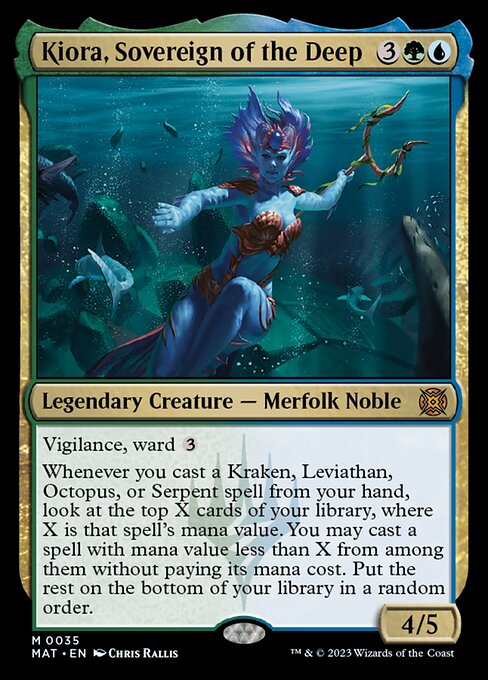 Kiora, Sovereign of the Deep 3
Legendary Creature — Merfolk Noble
Vigilance, ward 3
Whenever you cast a Kraken, Leviathan,
Octopus, or Serpent spell from your hand,
look at the top X cards of your library, where
X is that spell's mana value. You may cast a
spell with mana value less than X from among
them without paying its mana cost. Put the
rest on the bottom of your library in a random
order.
4/5
M 0035
MAT • EN Chris Rallis
™ & © 2023 Wizards of the Coast